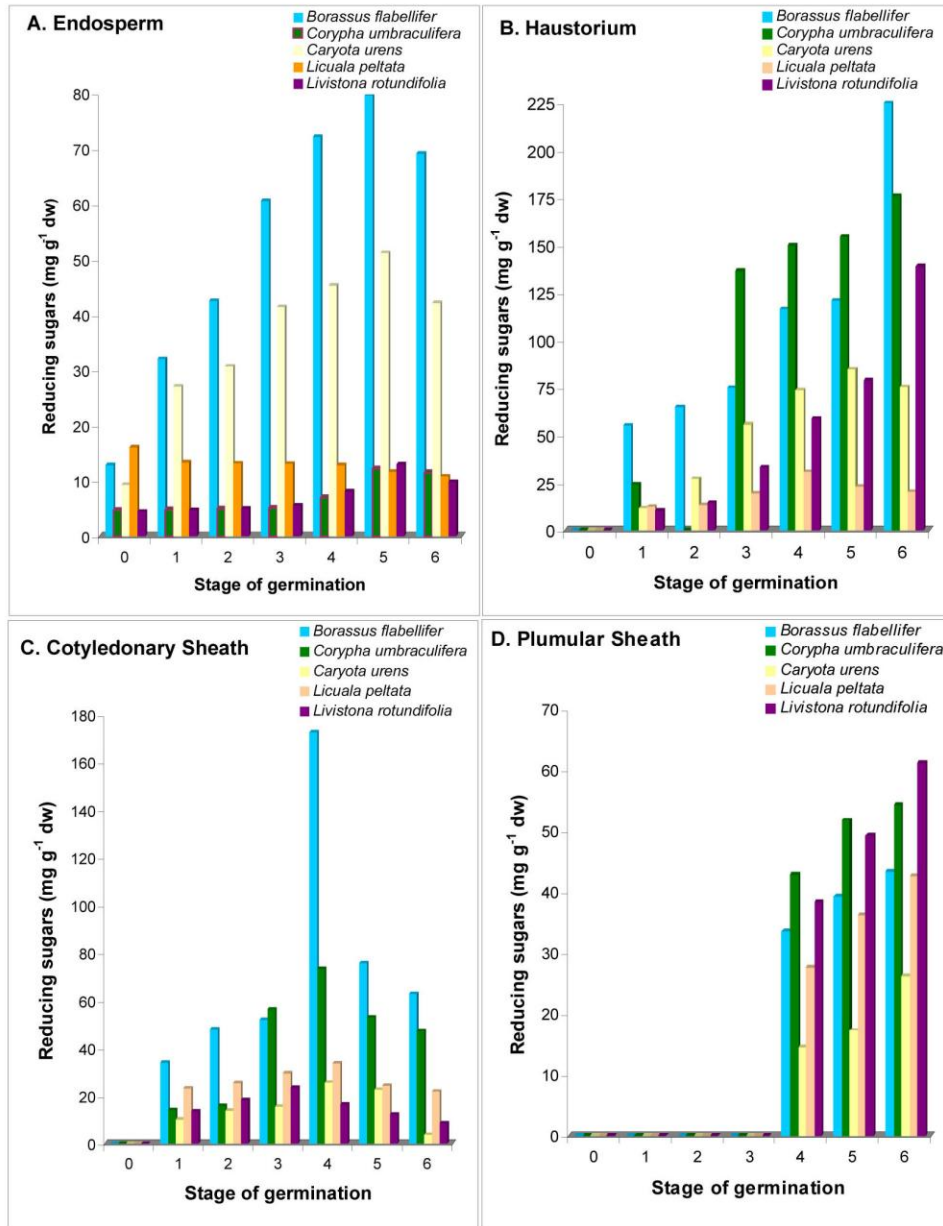 A. Endosperm
Borassus flabellifer
Corypha umbraculifera
Caryota urens
Licuala peltata
Livistona rotundifolia
Reducing sugars (mg g-1 dw)
80
70
60
50
40
30
20
10
0
0 1 2 3 4 5 6
Stage of germination
B. Haustorium
Borassus flabellifer
Corypha umbraculifera
Caryota urens
Licuala peltata
Livistona rotundifolia
Reducing sugars (mg g-1 dw)
225
200
175
150
125
100
75
50
25
0
0 1 2 3 4 5 6
Stage of germination
C. Cotyledonary Sheath
Borassus flabellifer
Corypha umbraculifera
Caryota urens
Licuala peltata
Livistona rotundifolia
Reducing sugars (mg g-1 dw)
180
160
140
120
100
80
60
40
20
0
0 1 2 3 4 5 6
Stage of germination
D. Plumular Sheath
Borassus flabellifer
Corypha umbraculifera
Caryota urens
Licuala peltata
Livistona rotundifolia
Reducing sugars (mg g-1 dw)
70
60
50
40
30
20
10
0
0 1 2 3 4 5 6
Stage of germination